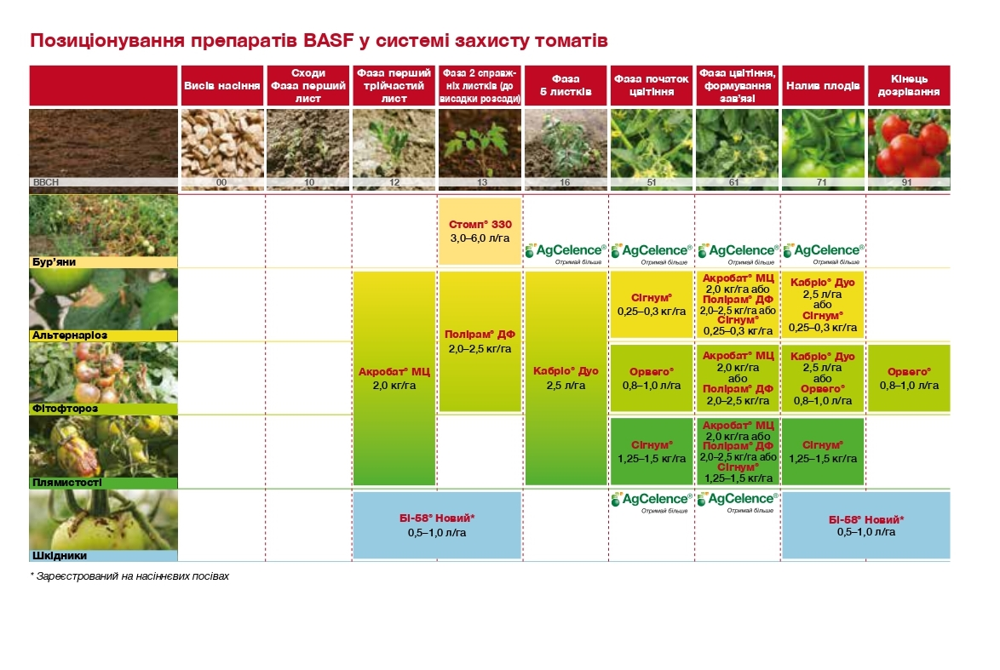 Позиціонування препаратів BASF у системі захисту томатів
Висів насіння
Сходи
Фаза перший
лист
Фаза перший
трійчастий
лист
Фаза 2 справж-
ніх листків (до
висадки розсади)
Фаза
5 листків
Фаза початок
цвітіння
Фаза цвітіння,
формування
зав’язі
Налив плодів
Кінець
дозрівання
BBCH
00
10
12
13
16
51
61
71
91
Бур’яни
Стомп® 330
3,0–6,0 л/га
AgCelence®
Отримай більше
AgCelence®
Отримай більше
AgCelence®
Отримай більше
AgCelence®
Отримай більше
Альтернаріоз
Фітофтороз
Плямистості
Акробат® МЦ
2,0 кг/га
Полірам® ДФ
2,0–2,5 кг/га
Кабріо® Дуо
2,5 л/га
Сігнум®
0,25–0,3 кг/га
Акробат® МЦ
2,0 кг/га або
Полірам® ДФ
2,0–2,5 кг/га або
Сігнум®
0,25–0,3 кг/га
Кабріо® Дуо
2,5 л/га
або
Сігнум®
0,25–0,3 кг/га
Орвего®
0,8–1,0 л/га
Акробат® МЦ
2,0 кг/га
або
Полірам® ДФ
2,0–2,5 кг/га
Кабріо® Дуо
2,5 л/га
або
Орвего®
0,8–1,0 л/га
Орвего®
0,8–1,0 л/га
Сігнум®
1,25–1,5 кг/га
Акробат® МЦ
2,0 кг/га або
Полірам® ДФ
2,0–2,5 кг/га або
Сігнум®
1,25–1,5 кг/га
Сігнум®
1,25–1,5 кг/га
Шкідники
Бі-58® Новий*
0,5–1,0 л/га
AgCelence®
Отримай більше
AgCelence®
Отримай більше
Бі-58® Новий*
0,5–1,0 л/га
* Зареєстрований на насіннєвих посівах